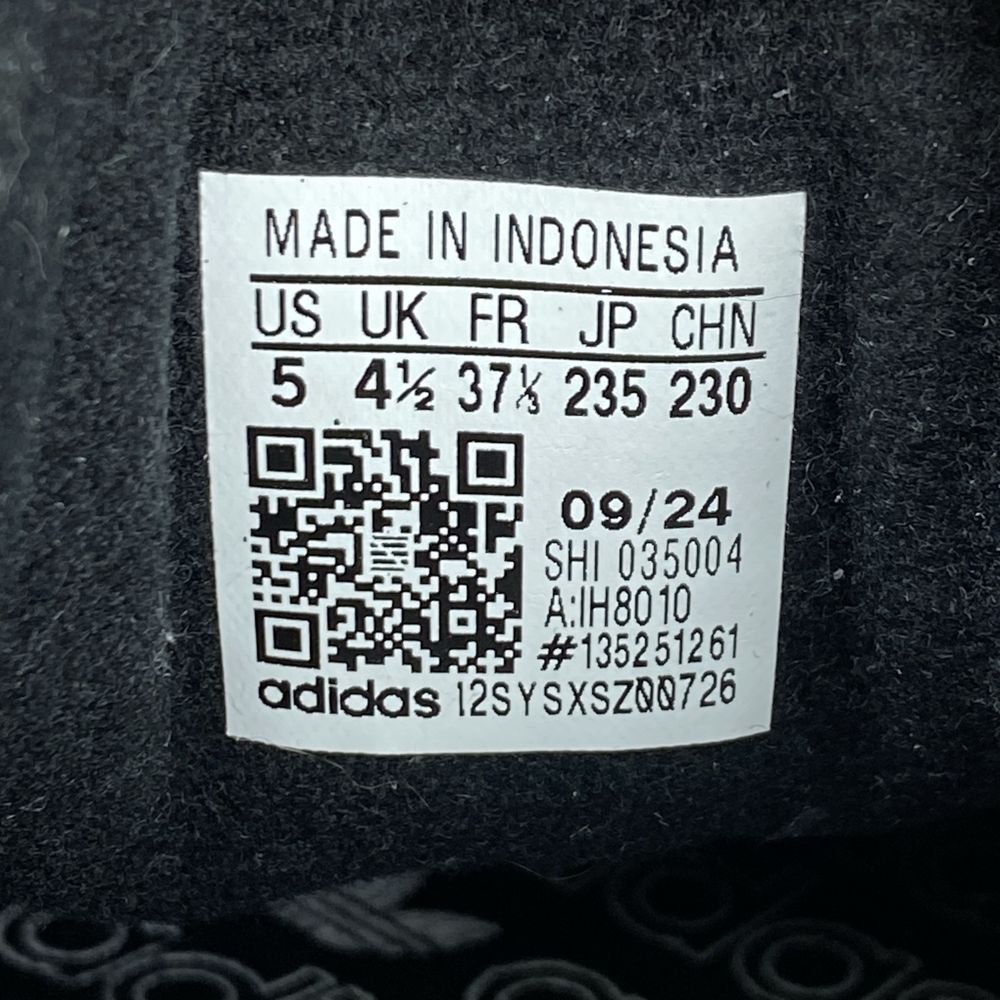 MADE IN INDONESIA
US UK FR JP CHN
5 4½ 37⅓ 235 230
09/24
SHI 035004
A:IH8010
#135251261
adidas 12SYSXSZ00726